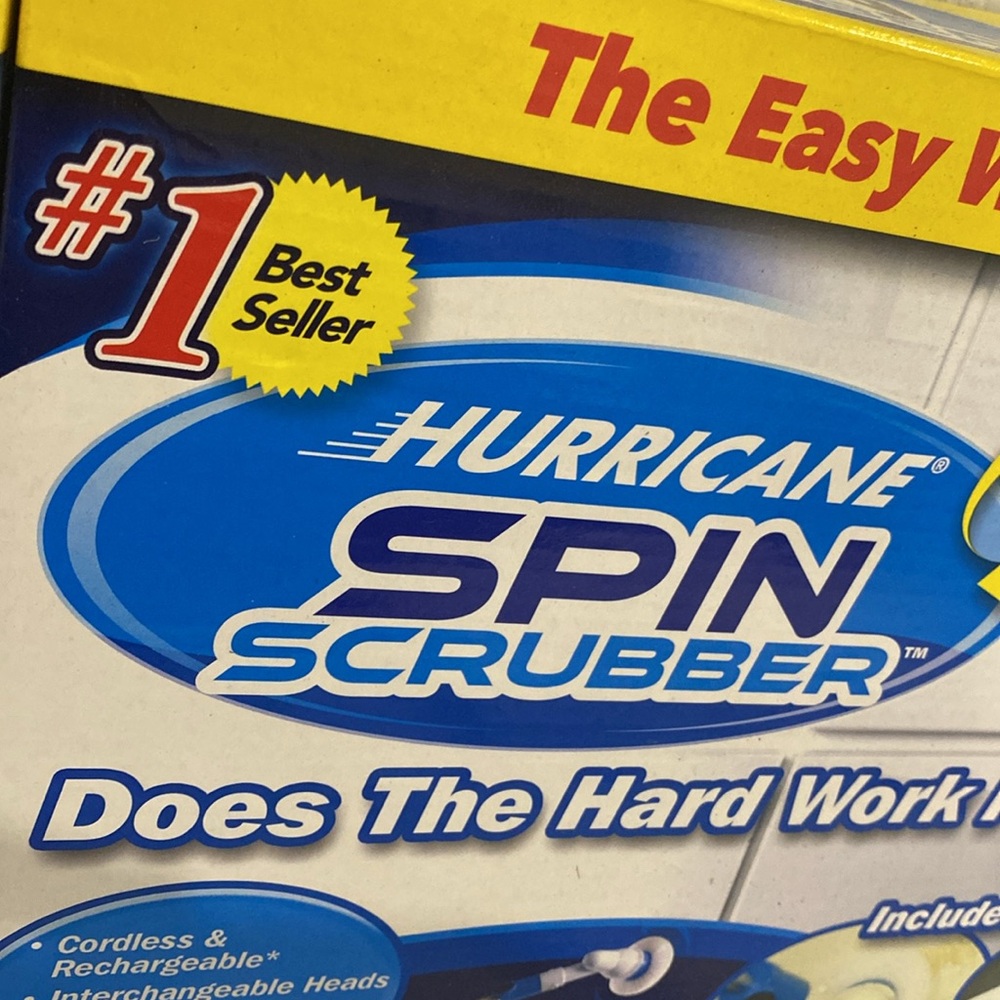 The Easy
#1
Best
Seller
HURRICANE®
SPIN
SCRUBBER™
Does The Hard Work
• Cordless &
Rechargeable*
• Interchangeable Heads
Include